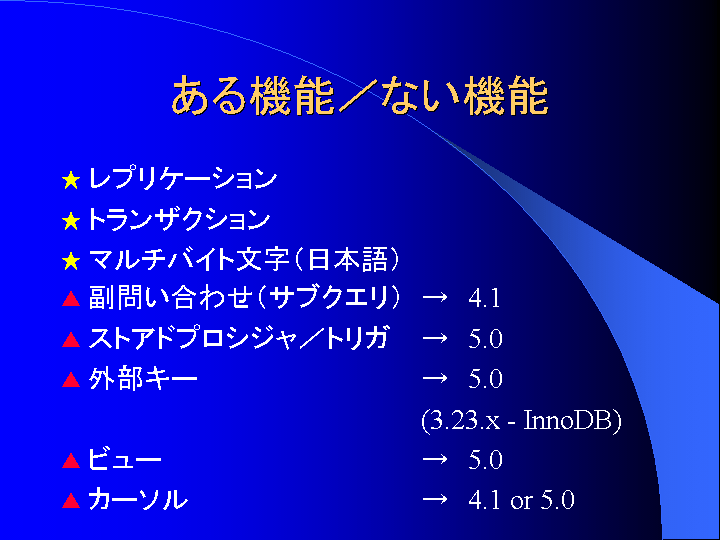 ある機能／ない機能
★ レプリケーション
★ トランザクション
★ マルチバイト文字（日本語）
▲ 副問い合わせ（サブクエリ） → 4.1
▲ ストアドプロシジャ／トリガ → 5.0
▲ 外部キー → 5.0
(3.23.x - InnoDB)
▲ ビュー → 5.0
▲ カーソル → 4.1 or 5.0